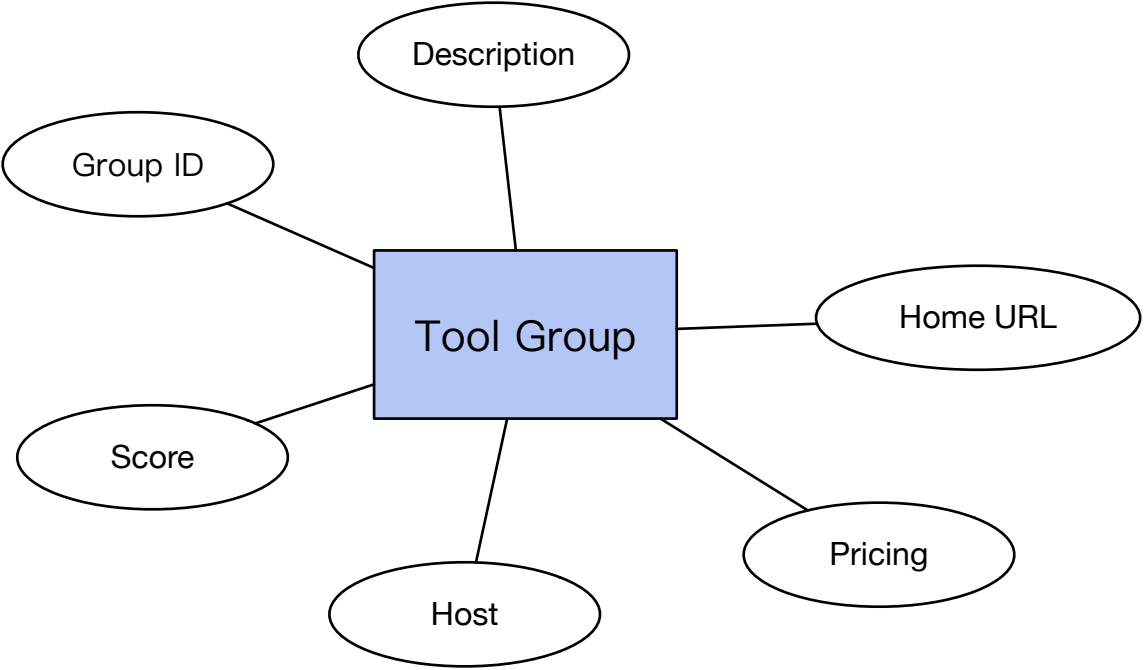 Description
Group ID
Home URL
Tool Group
Score
Pricing
Host